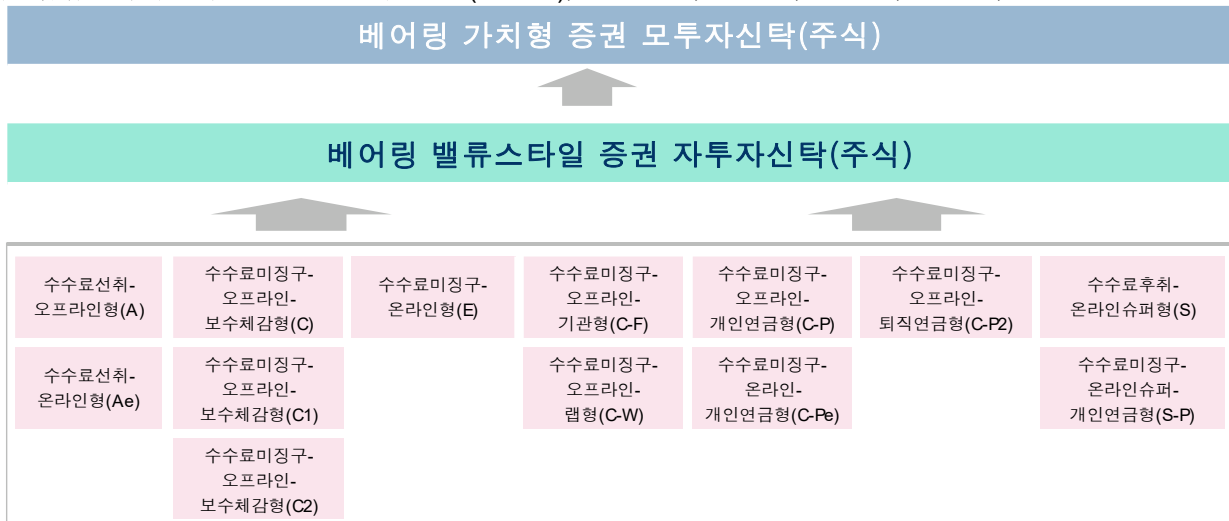 베어링 가치형 증권 모투자신탁(주식)
베어링 밸류스타일 증권 자투자신탁(주식)
수수료선취-
오프라인형(A)
수수료미징구-
오프라인-
보수체감형(C)
수수료미징구-
온라인형(E)
수수료미징구-
오프라인-
기관형(C-F)
수수료미징구-
오프라인-
개인연금형(C-P)
수수료미징구-
오프라인-
퇴직연금형(C-P2)
수수료후취-
온라인슈퍼형(S)
수수료선취-
온라인형(Ae)
수수료미징구-
오프라인-
보수체감형(C1)
수수료미징구-
오프라인-
랩형(C-W)
수수료미징구-
온라인-
개인연금형(C-Pe)
수수료미징구-
온라인슈퍼-
개인연금형(S-P)
수수료미징구-
오프라인-
보수체감형(C2)